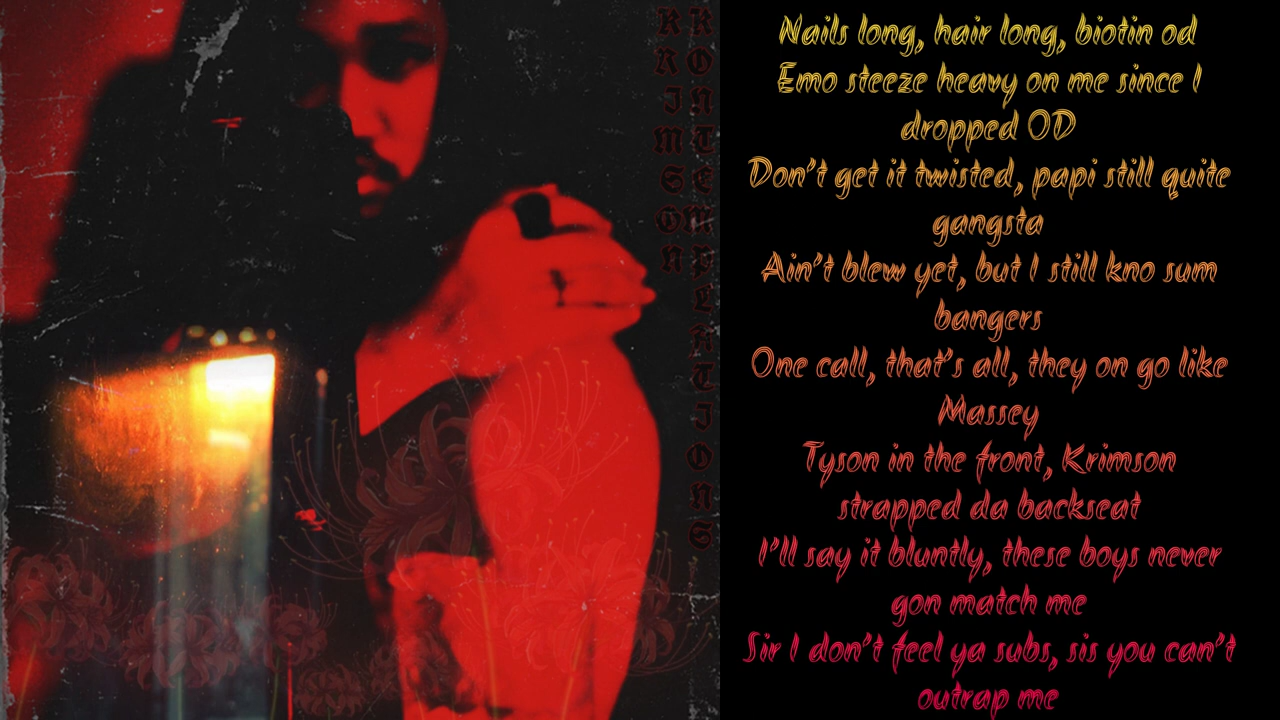 KRIMSON
KONTEMPLATIONS
Nails long, hair long, biotin od
Emo steeze heavy on me since I
dropped OD
Don't get it twisted, papi still quite
gangsta
Ain't blew yet, but I still kno sum
bangers
One call, that's all, they on go like
Massey
Tyson in the front, Krimson
strapped da backseat
I'll say it bluntly, these boys never
gon match me
Sir I don't feel ya subs, sis you can't
outrap me